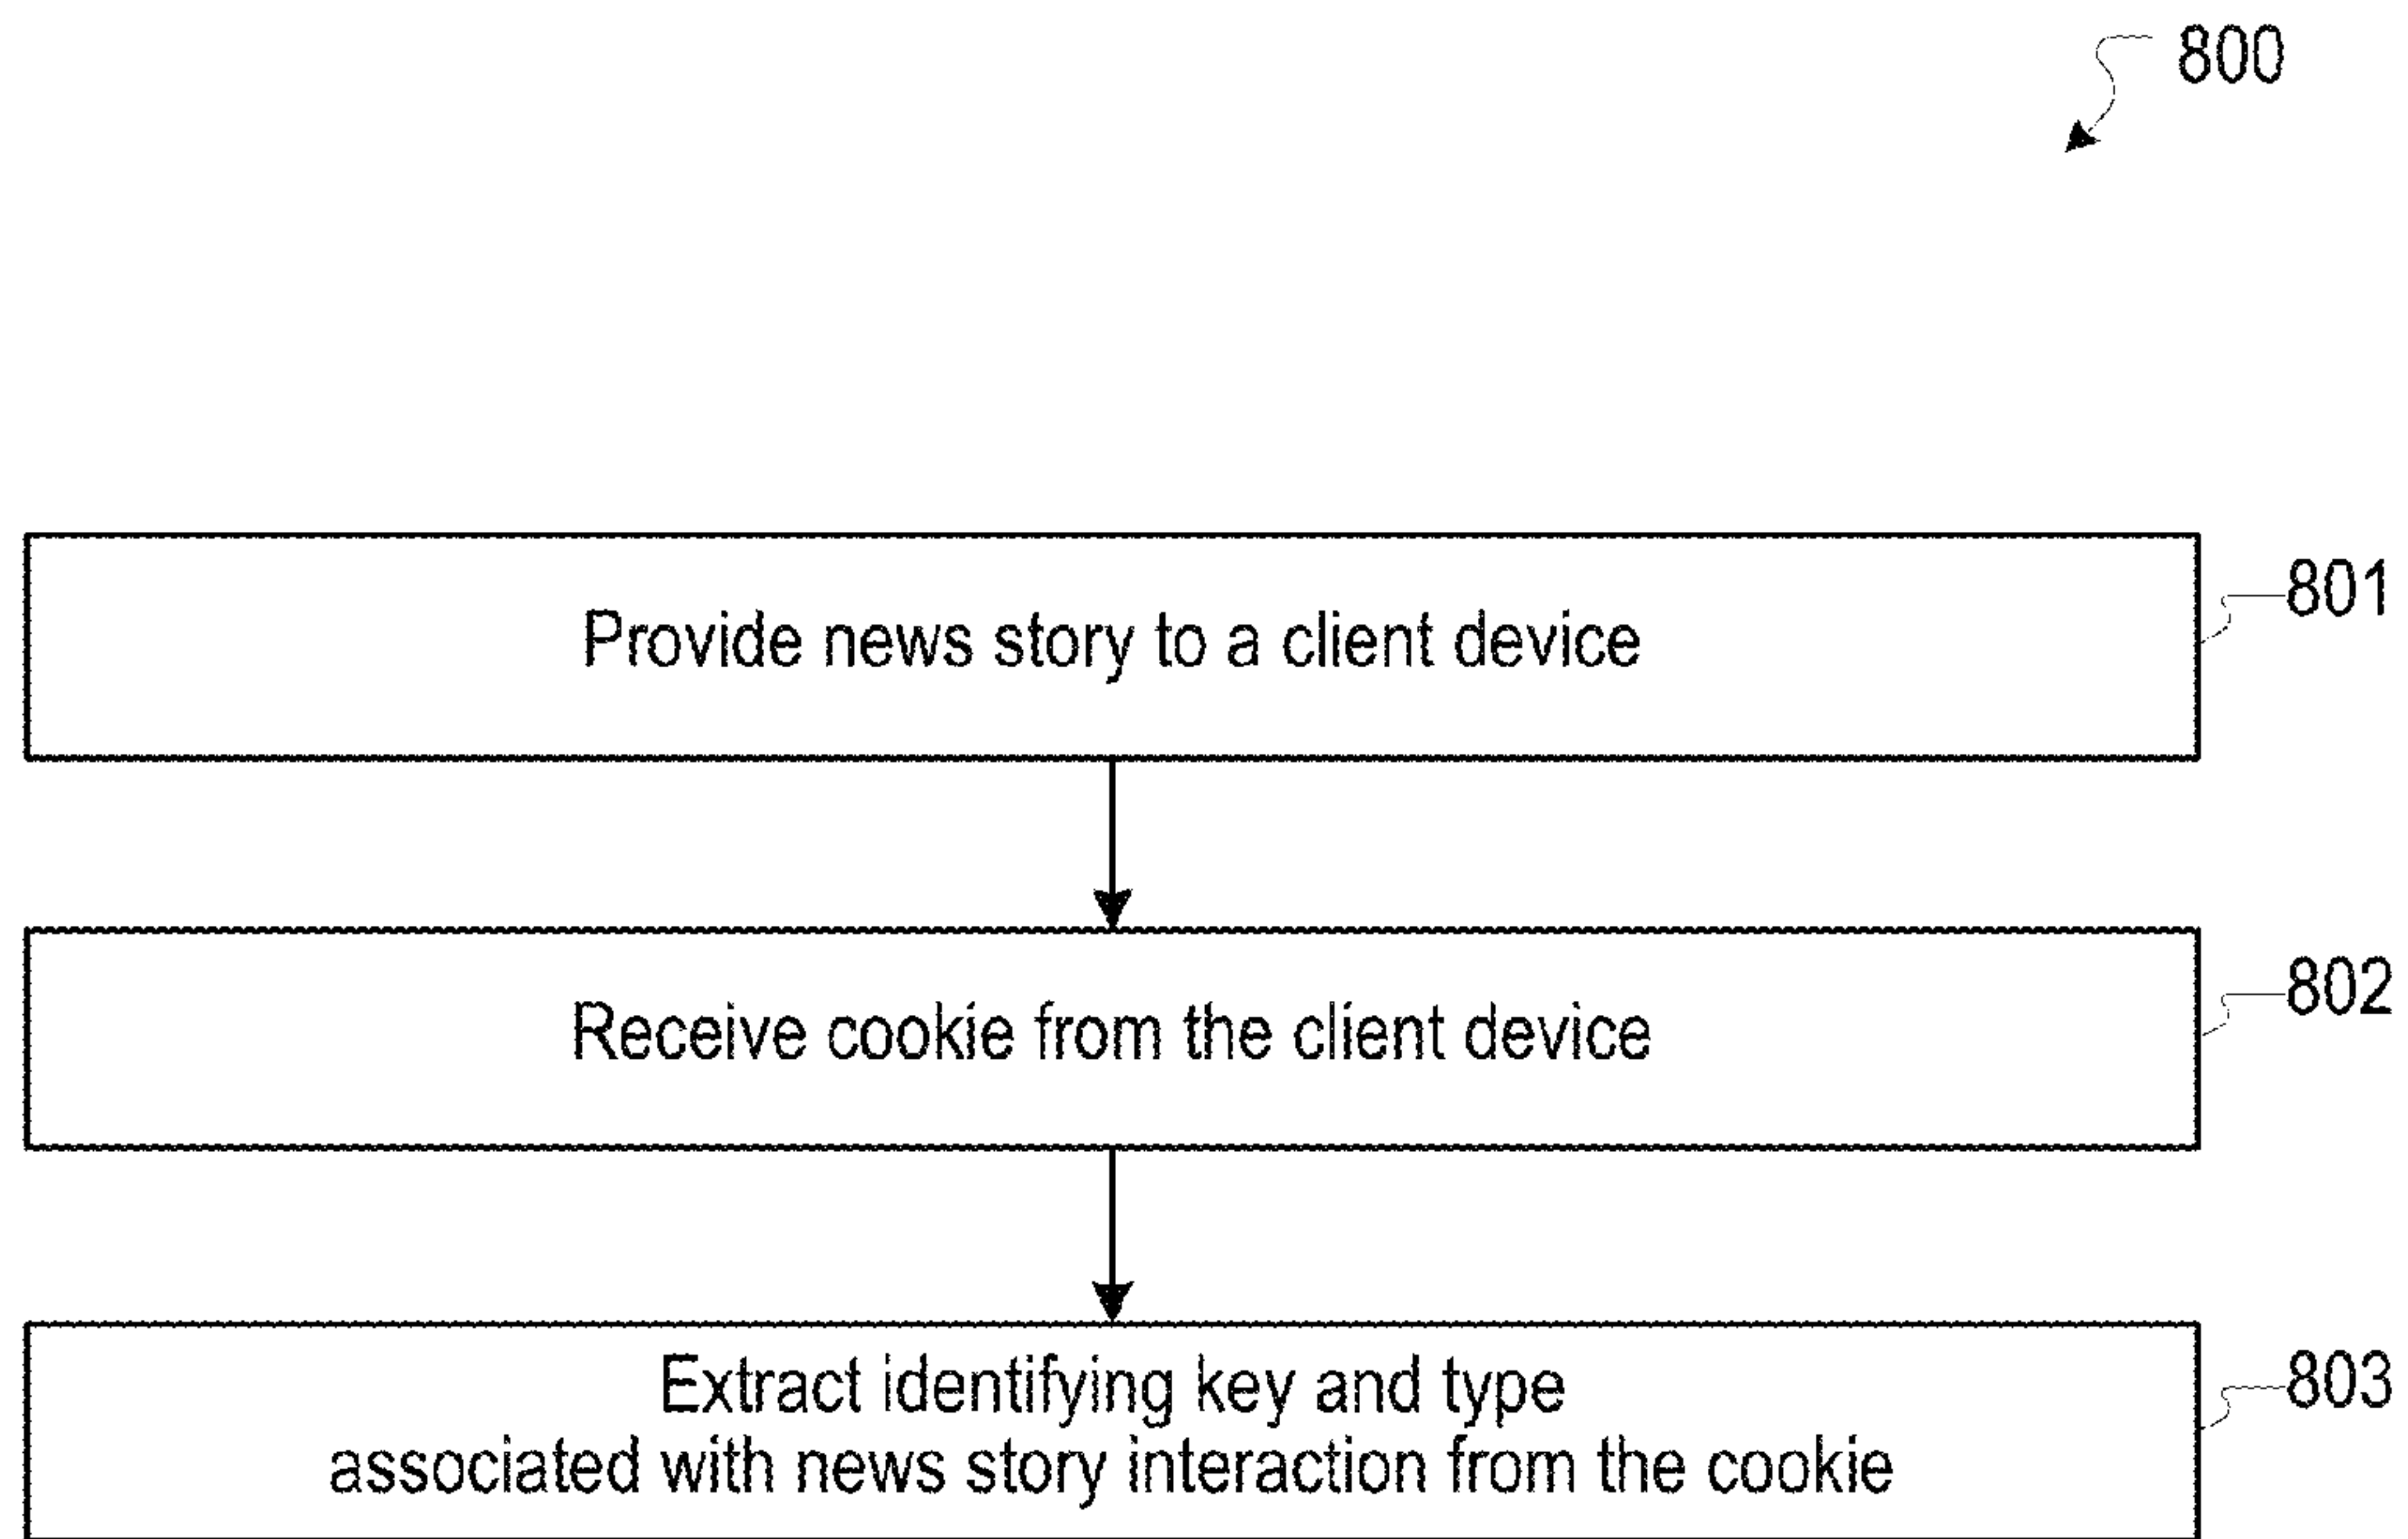 800
Provide news story to a client device
801
Receive cookie from the client device
802
Extract identifying key and type
associated with news story interaction from the cookie
803